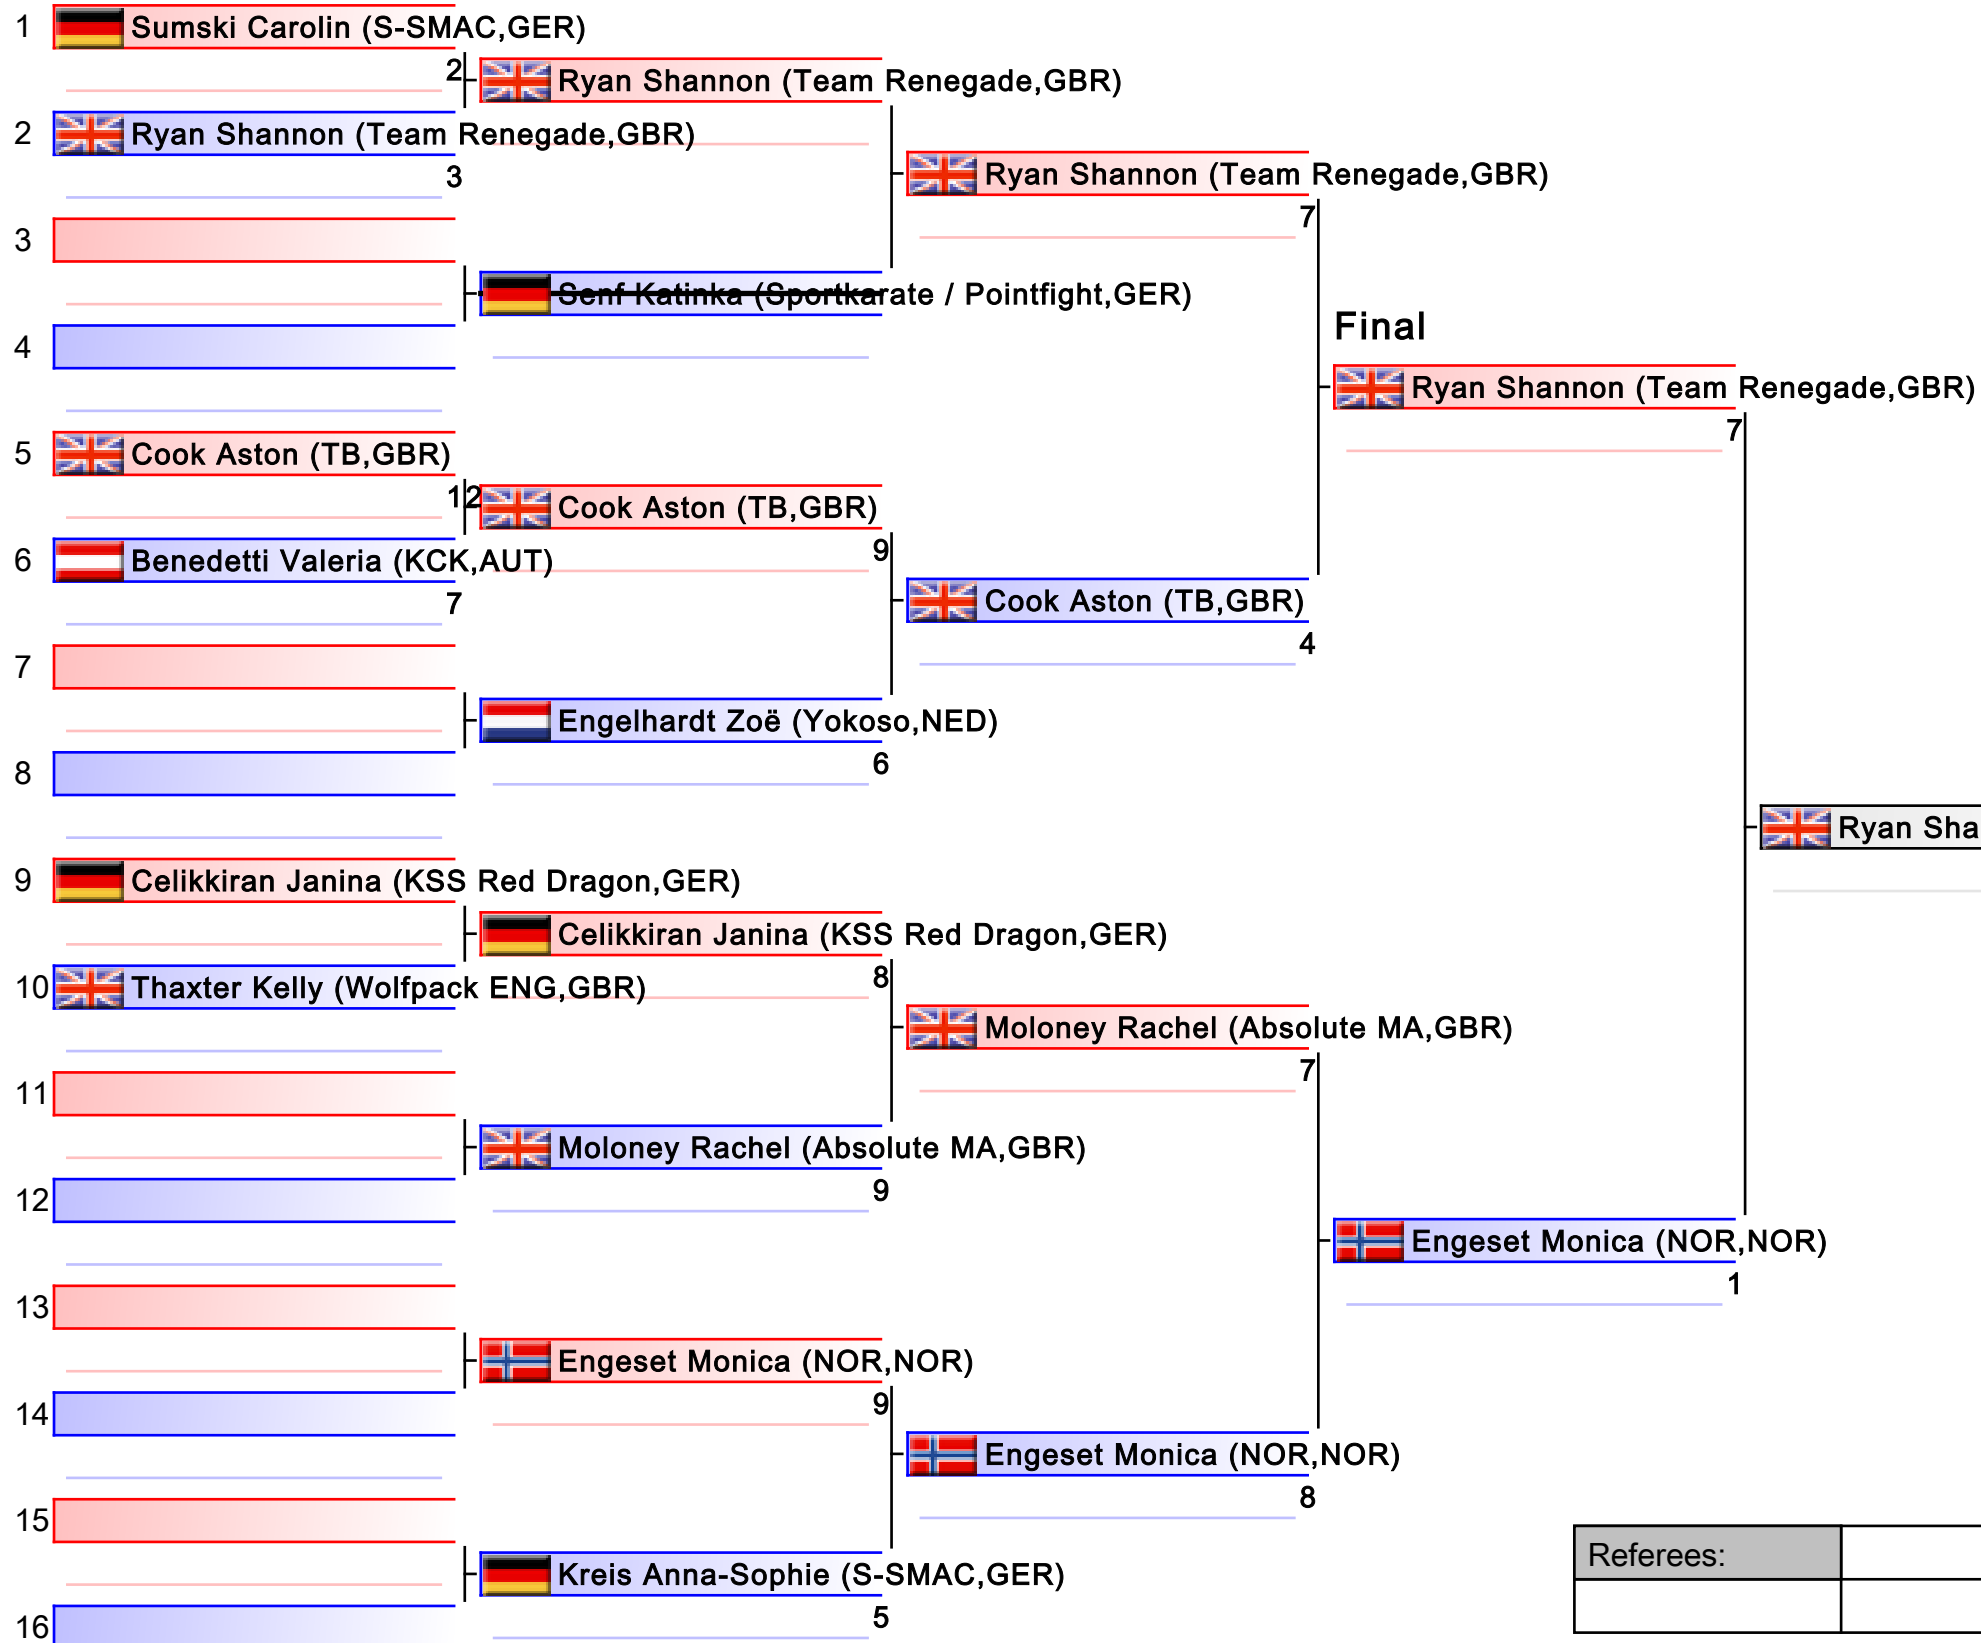 1 Sumski Carolin (S-SMAC,GER)
2 Ryan Shannon (Team Renegade,GBR)
2 Ryan Shannon (Team Renegade,GBR)
3 Ryan Shannon (Team Renegade,GBR)
7
3
Senf Katinka (Sportkarate / Pointfight,GER)
Final
4
Ryan Shannon (Team Renegade,GBR)
7
5 Cook Aston (TB,GBR)
12 Cook Aston (TB,GBR)
9
6 Benedetti Valeria (KCK,AUT)
7 Cook Aston (TB,GBR)
4
7
Engelhardt Zoë (Yokoso,NED)
6
8
Ryan Sha
9 Celikkiran Janina (KSS Red Dragon,GER)
Celikkiran Janina (KSS Red Dragon,GER)
8
10 Thaxter Kelly (Wolfpack ENG,GBR)
Moloney Rachel (Absolute MA,GBR)
7
11
Moloney Rachel (Absolute MA,GBR)
9
12
Engeset Monica (NOR,NOR)
1
13
Engeset Monica (NOR,NOR)
9
14
Engeset Monica (NOR,NOR)
8
15
Referees:
Kreis Anna-Sophie (S-SMAC,GER)
5
16